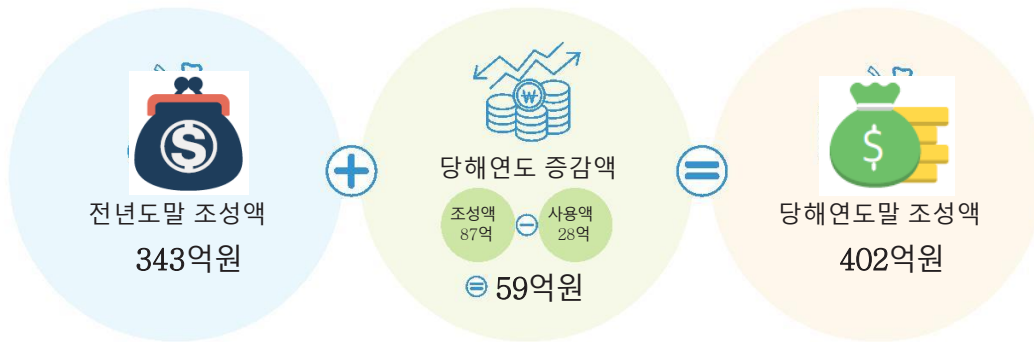 $
전년도말 조성액
343억원
+
₩
당해연도 증감액
조성액
87억
−
사용액
28억
= 59억원
=
$
당해연도말 조성액
402억원